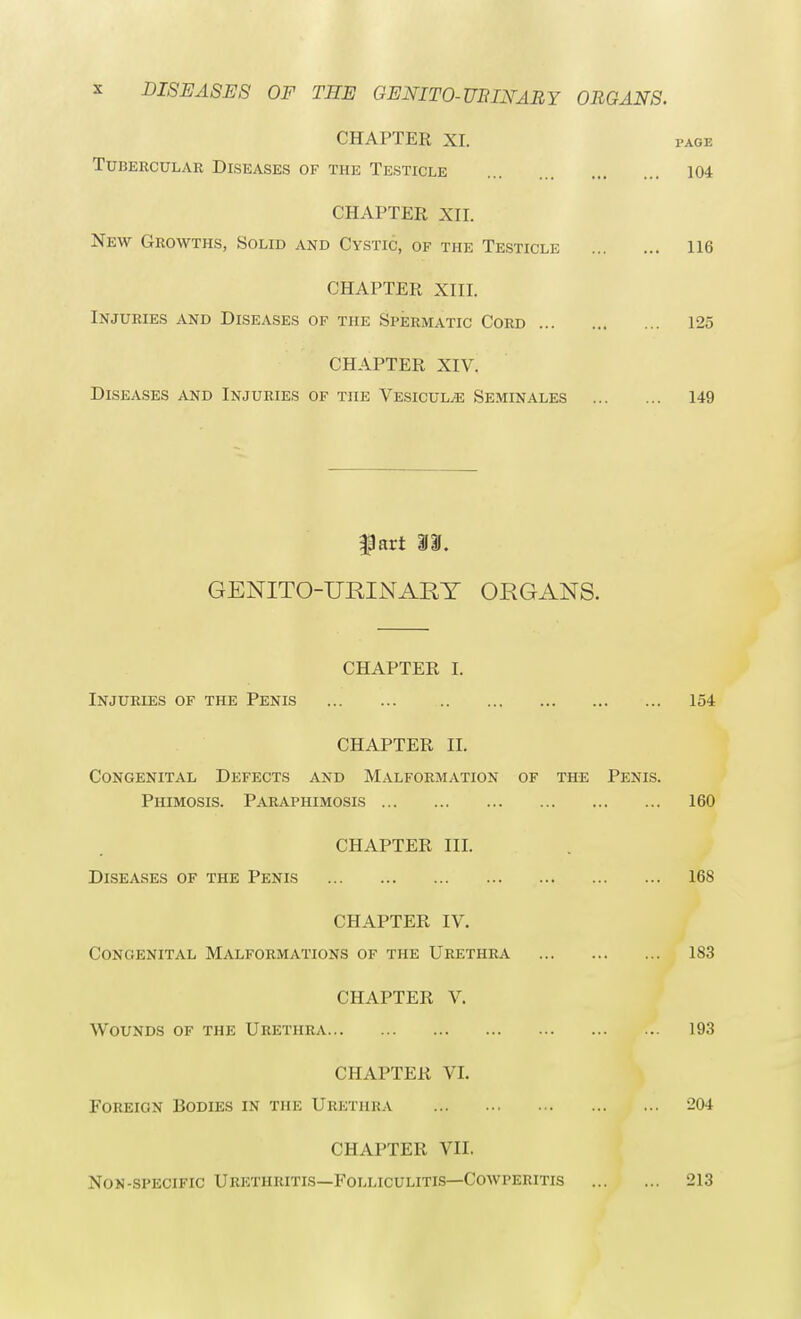 x DISEASES OF THE GENITO-URINARY ORGANS.
CHAPTER XI. PAGE
Tubercular Diseases of the Testicle ... ... ... ... 104
CHAPTER XII.
New Growths, Solid and Cystic, of the Testicle ... ... 116
CHAPTER XIII.
Injuries and Diseases of the Spermatic Cord ... ... ... 125
CHAPTER XIV.
Diseases and Injuries of the Vesiculæ Seminales ... ... 149
Part II.
GENITO-URINARY ORGANS.
CHAPTER I.
Injuries of the Penis ... ... .. ... ... ... ... 154
CHAPTER II.
Congenital Defects and Malformation of the Penis.
Phimosis. Paraphimosis ... ... ... ... ... ... 160
CHAPTER III.
Diseases of the Penis ... ... ... ... ... ... ... 168
CHAPTER IV.
Congenital Malformations of the Urethra ... ... ... 183
CHAPTER V.
Wounds of the Urethra... ... ... ... ... ... ... 193
CHAPTER VI.
Foreign Bodies in the Urethra ... ... ... ... ... 204
CHAPTER VII.
Non-specific Urethritis—Folliculitis—Cowperitis ... ... 213